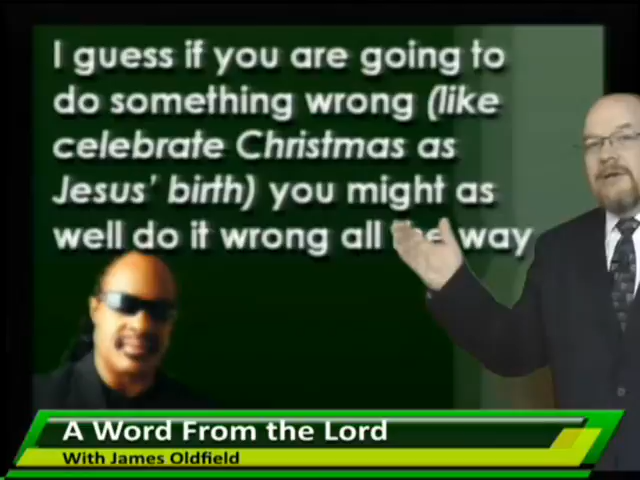 I guess if you are going to
do something wrong (like
celebrate Christmas as
Jesus' birth) you might as
well do it wrong all the way
A Word From the Lord
With James Oldfield